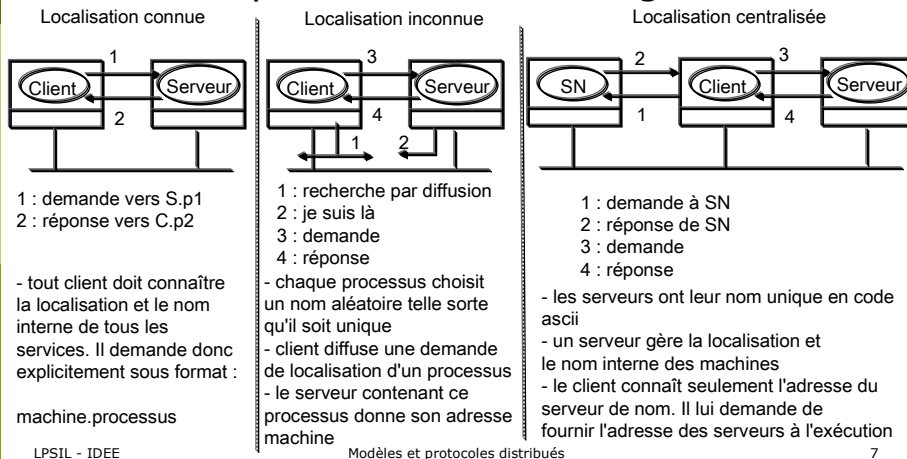 Localisation connue
1
Client
Serveur
2
1 : demande vers S.p1
2 : réponse vers C.p2
- tout client doit connaître
la localisation et le nom
interne de tous les
services. Il demande donc
explicitement sous format :
machine.processus
Localisation inconnue
3
Client
Serveur
4
1
2
1 : recherche par diffusion
2 : je suis là
3 : demande
4 : réponse
- chaque processus choisit
un nom aléatoire telle sorte
qu'il soit unique
- client diffuse une demande
de localisation d'un processus
- le serveur contenant ce
processus donne son adresse
machine
Localisation centralisée
2
3
SN
Client
Serveur
1
4
1 : demande à SN
2 : réponse de SN
3 : demande
4 : réponse
- les serveurs ont leur nom unique en code
ascii
- un serveur gère la localisation et
le nom interne des machines
- le client connaît seulement l'adresse du
serveur de nom. Il lui demande de
fournir l'adresse des serveurs à l'exécution
LPSIL - IDEE
Modèles et protocoles distribués
7